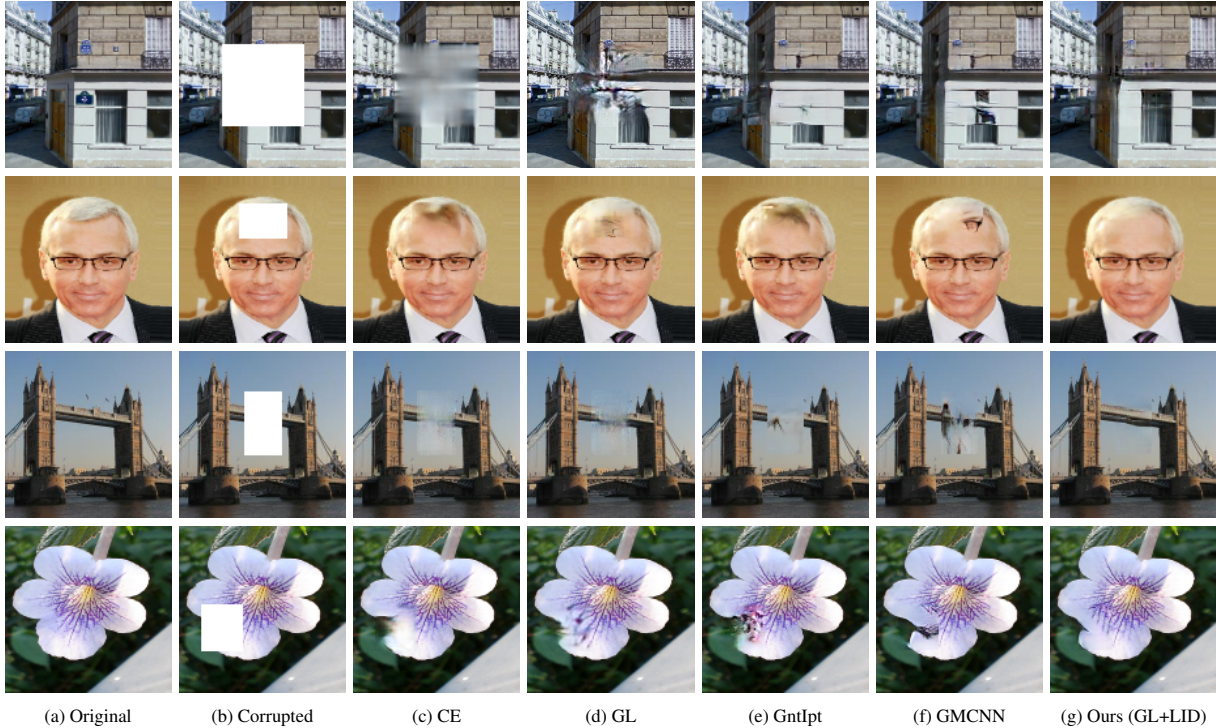 (a) Original
(b) Corrupted
(c) CE
(d) GL
(e) GntIpt
(f) GMCNN
(g) Ours (GL+LID)